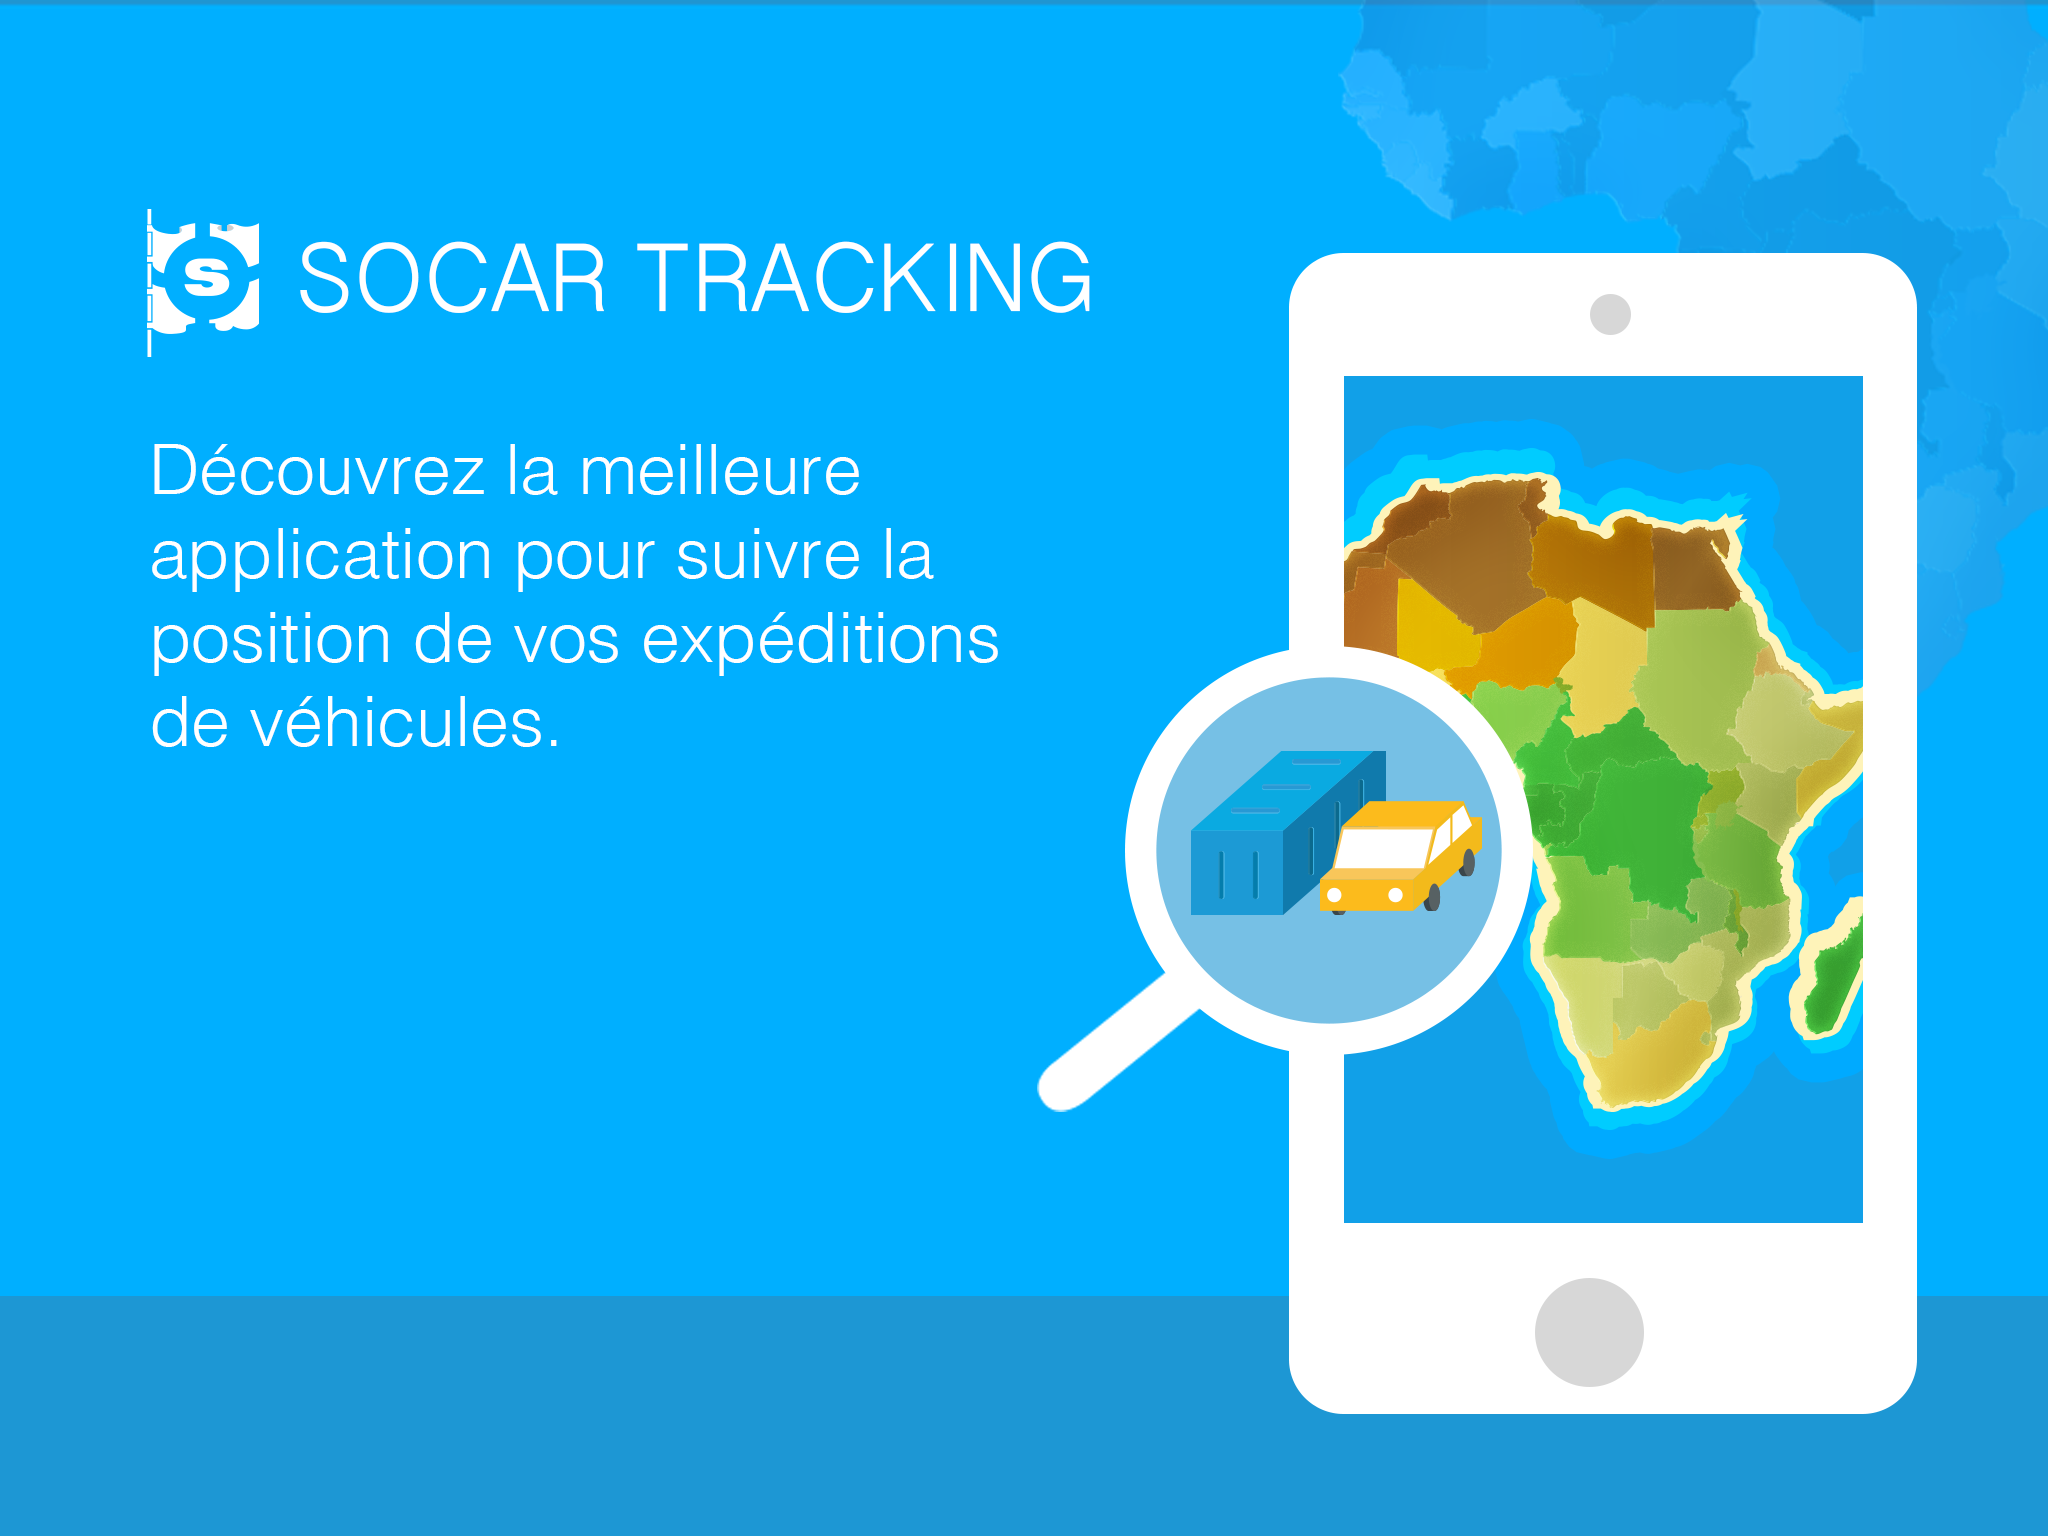 S SOCAR TRACKING
Découvrez la meilleure
application pour suivre la
position de vos expéditions
de véhicules.